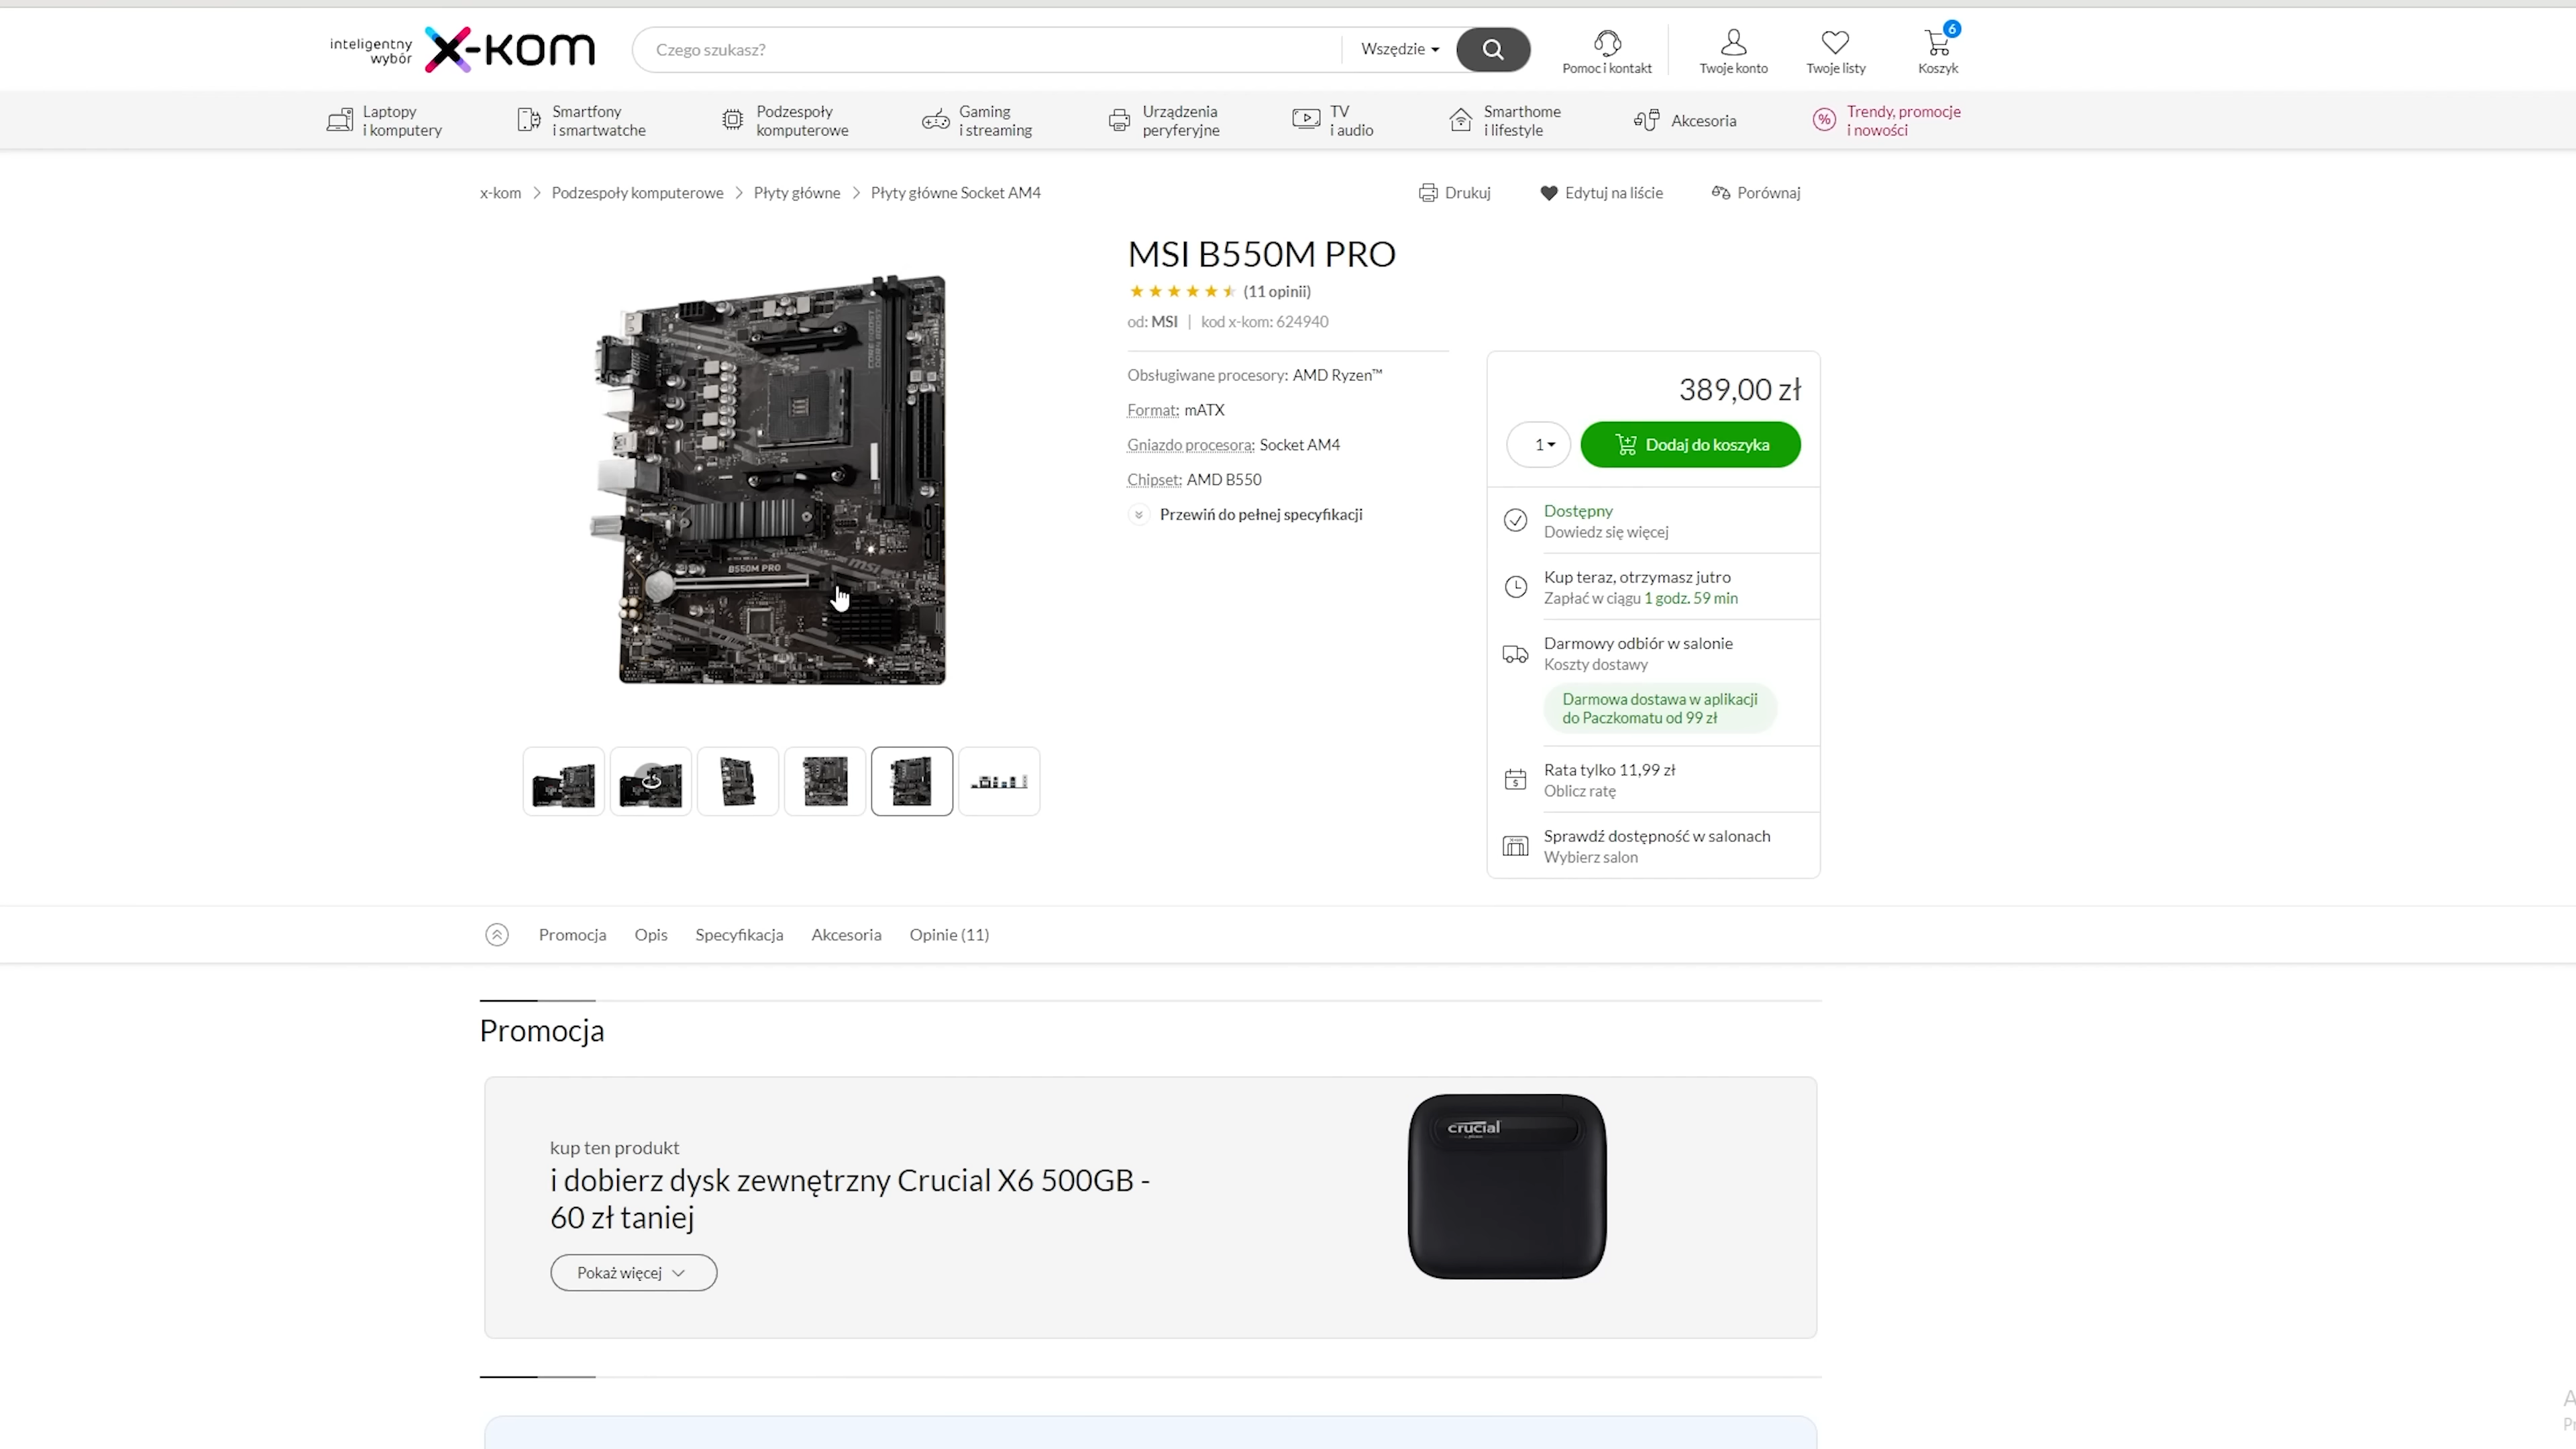 inteligentny
wybór
x-kom
Czego szukasz?
Wszędzie
Pomoc i kontakt
Twoje konto
Twoje listy
6
Koszyk
Laptopy
i komputery
Smartfony
i smartwatche
Podzespoły
komputerowe
Gaming
i streaming
Urządzenia
peryferyjne
TV
i audio
Smarthome
i lifestyle
Akcesoria
%
Trendy, promocje
i nowości
x-kom > Podzespoły komputerowe > Płyty główne > Płyty główne Socket AM4
Drukuj
Edytuj na liście
Porównaj
MSI B550M PRO
(11 opinii)
od: MSI | kod x-kom: 624940
Obsługiwane procesory: AMD Ryzen™
Format: mATX
Gniazdo procesora: Socket AM4
Chipset: AMD B550
Przewiń do pełnej specyfikacji
B550M PRO
msi
389,00 zł
1
Dodaj do koszyka
Dostępny
Dowiedz się więcej
Kup teraz, otrzymasz jutro
Zapłać w ciągu 1 godz. 59 min
Darmowy odbiór w salonie
Koszty dostawy
Darmowa dostawa w aplikacji
do Paczkomatu od 99 zł
Rata tylko 11,99 zł
Oblicz ratę
Sprawdź dostępność w salonach
Wybierz salon
Promocja
Opis
Specyfikacja
Akcesoria
Opinie (11)
Promocja
kup ten produkt
i dobierz dysk zewnętrzny Crucial X6 500GB -
60 zł taniej
Pokaż więcej
crucial